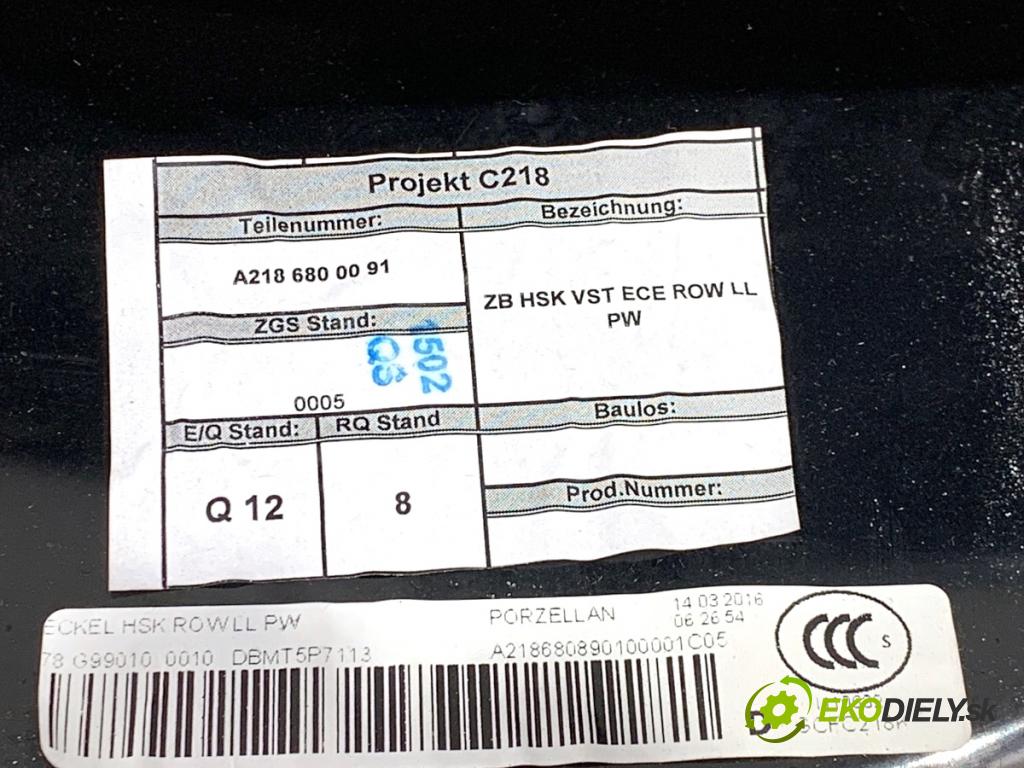 Projekt C218
Teilenummer:
Bezeichnung:
A218 680 00 91
ZB HSK VST ECE ROW LL
PW
ZGS Stand:
1502
QS
0005
E/Q Stand:
RQ Stand
Baulos:
Q 12
8
Prod.Nummer:
ECKEL HSK ROW LL PW
PORZELLAN
14 03 2016
06 26 54
78 G99010 0010 DBMT5P7113
A218680890100001C05
CCC S
D
EKODIELY.sk